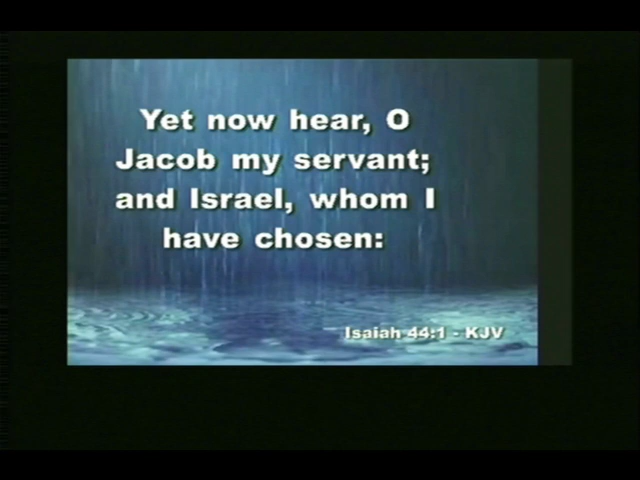 Yet now hear, O
Jacob my servant;
and Israel, whom I
have chosen:
Isaiah 44:1 - KJV